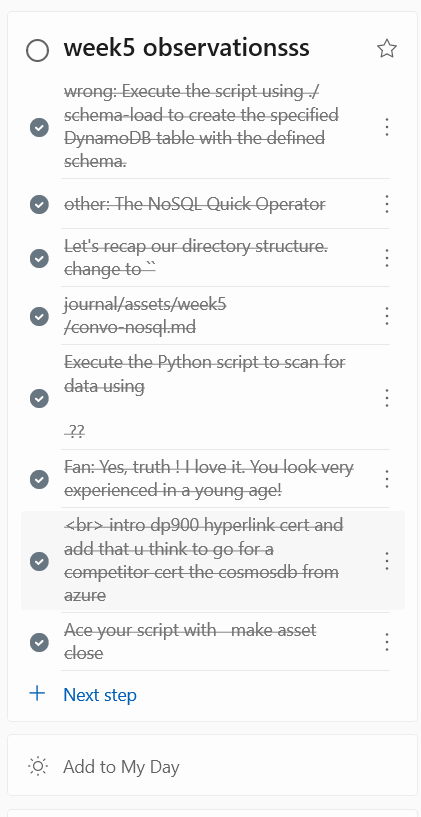 week5 observationsss
wrong: Execute the script using ./
schema-load to create the specified
DynamoDB table with the defined
schema.
other: The NoSQL Quick Operator
Let's recap our directory structure.
change to ``
journal/assets/week5
/convo-nosql.md
Execute the Python script to scan for
data using
??
Fan: Yes, truth ! I love it. You look very
experienced in a young age!
<br> intro dp900 hyperlink cert and
add that u think to go for a
competitor cert the cosmosdb from
azure
Ace your script with make asset
close
Next step
Add to My Day